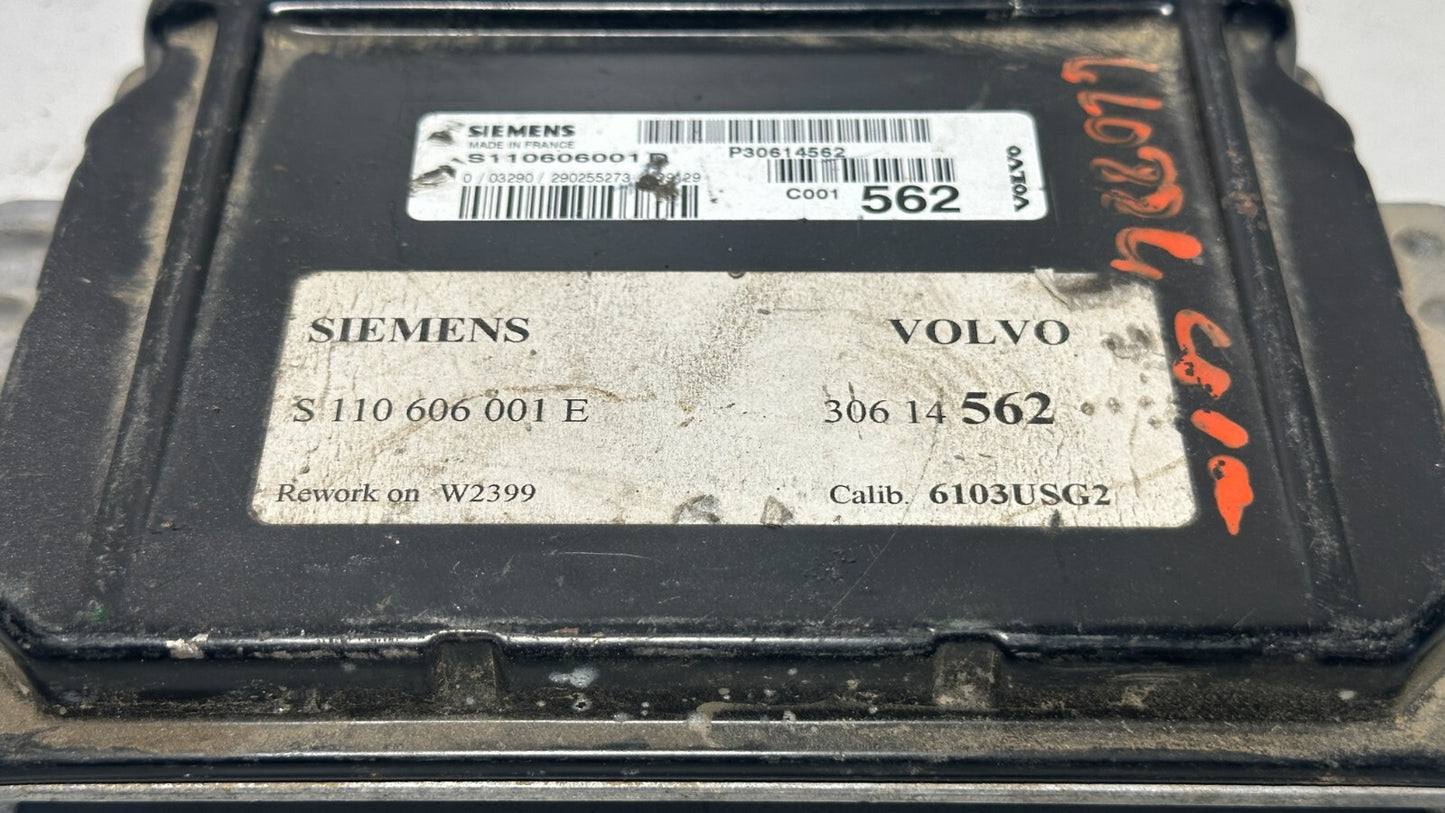 SIEMENS
MADE IN FRANCE
S110606001
P30614562
0 / 03290 / 290255273
C001 562
VOLVO
SIEMENS VOLVO
S 110 606 001 E 306 14 562
Rework on W2399 Calib. 6103USG2